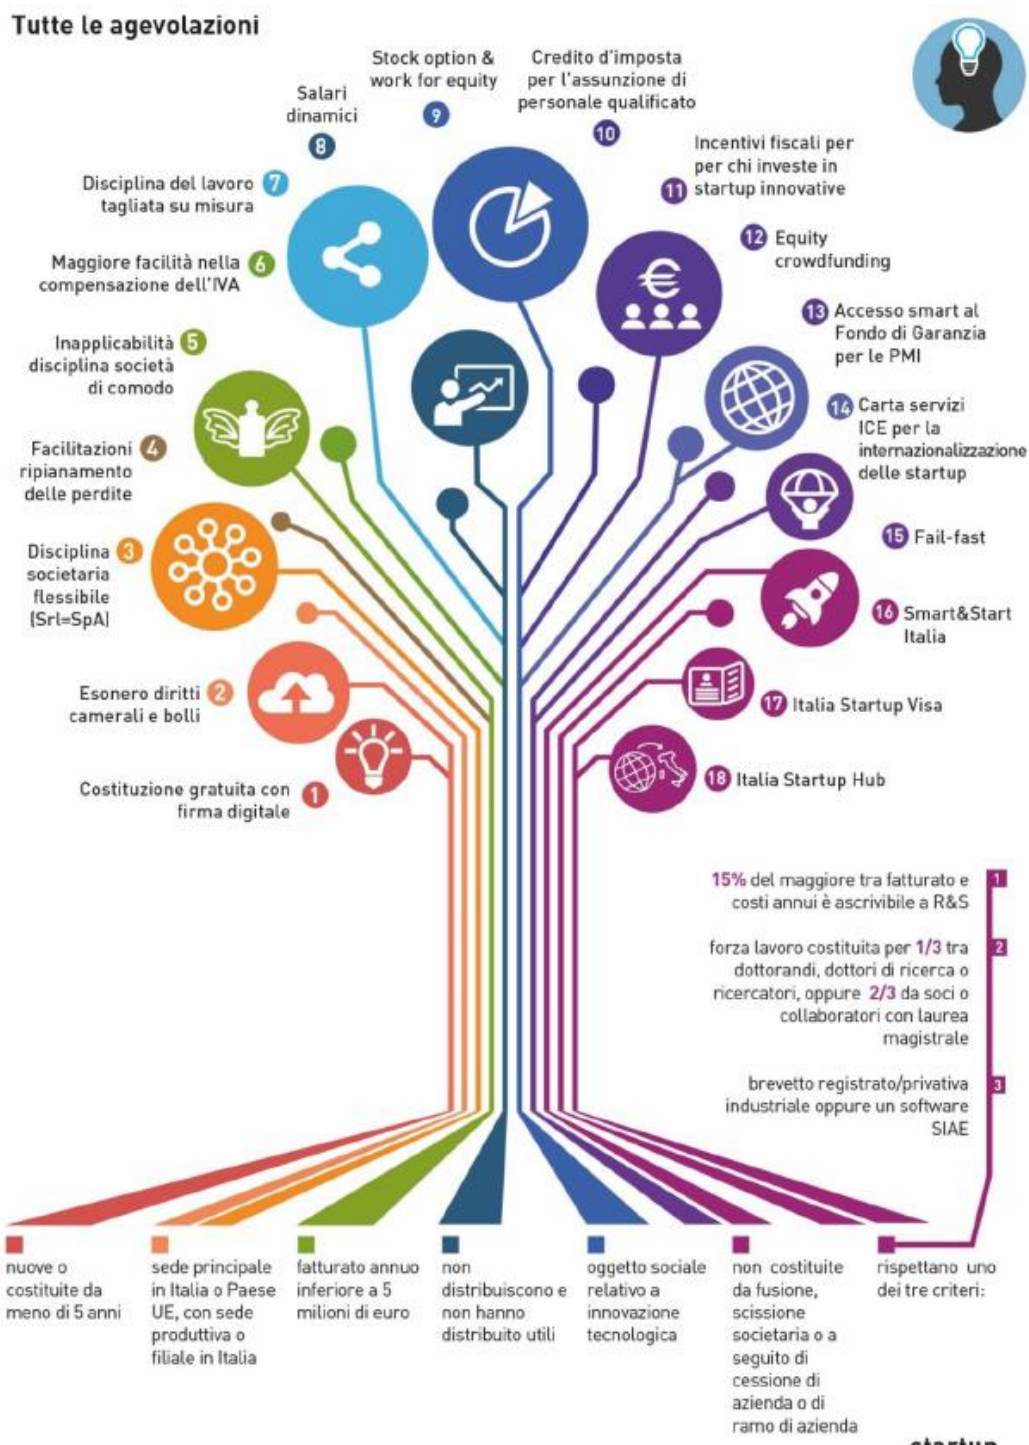 Tutte le agevolazioni
Costituzione gratuita con
firma digitale
1
Esonero diritti
camerali e bolli
2
Disciplina
societaria
flessibile
(Srl=SpA)
3
Facilitazioni
ripianamento
delle perdite
4
Inapplicabilità
disciplina società
di comodo
5
Maggiore facilità nella
compensazione dell'IVA
6
Disciplina del lavoro
tagliata su misura
7
Salari
dinamici
8
Stock option &
work for equity
9
Credito d'imposta
per l'assunzione di
personale qualificato
10
Incentivi fiscali per
per chi investe in
startup innovative
11
12 Equity
crowdfunding
13 Accesso smart al
Fondo di Garanzia
per le PMI
14 Carta servizi
ICE per la
internazionalizzazione
delle startup
15 Fail-fast
16 Smart&Start
Italia
17 Italia Startup Visa
18 Italia Startup Hub
€
15% del maggiore tra fatturato e
costi annui è ascrivibile a R&S
1
forza lavoro costituita per 1/3 tra
dottorandi, dottori di ricerca o
ricercatori, oppure 2/3 da soci o
collaboratori con laurea
magistrale
2
brevetto registrato/privativa
industriale oppure un software
SIAE
3
nuove o
costituite da
meno di 5 anni
sede principale
in Italia o Paese
UE, con sede
produttiva o
filiale in Italia
fatturato annuo
inferiore a 5
milioni di euro
non
distribuiscono e
non hanno
distribuito utili
oggetto sociale
relativo a
innovazione
tecnologica
non costituite
da fusione,
scissione
societaria o a
seguito di
cessione di
azienda o di
ramo di azienda
rispettano uno
dei tre criteri: